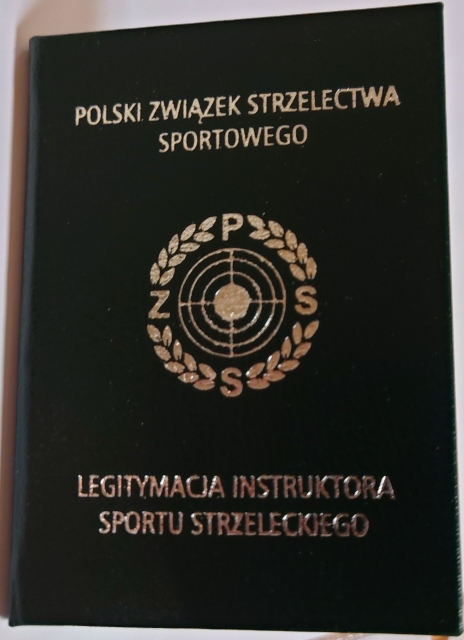 POLSKI ZWIĄZEK STRZELECTWA
SPORTOWEGO
P
Z S
S
LEGITYMACJA INSTRUKTORA
SPORTU STRZELECKIEGO